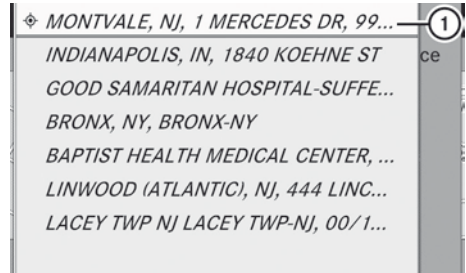 MONTVALE, NJ, 1 MERCEDES DR, 99...
1
INDIANAPOLIS, IN, 1840 KOEHNE ST
ce
GOOD SAMARITAN HOSPITAL-SUFFE...
BRONX, NY, BRONX-NY
BAPTIST HEALTH MEDICAL CENTER, ...
LINWOOD (ATLANTIC), NJ, 444 LINC...
LACEY TWP NJ LACEY TWP-NJ, 00/1...